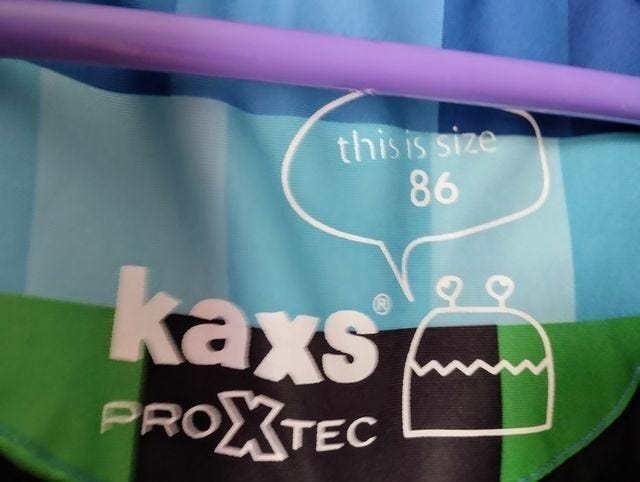 this is size
86
kaxs®
PROXTEC